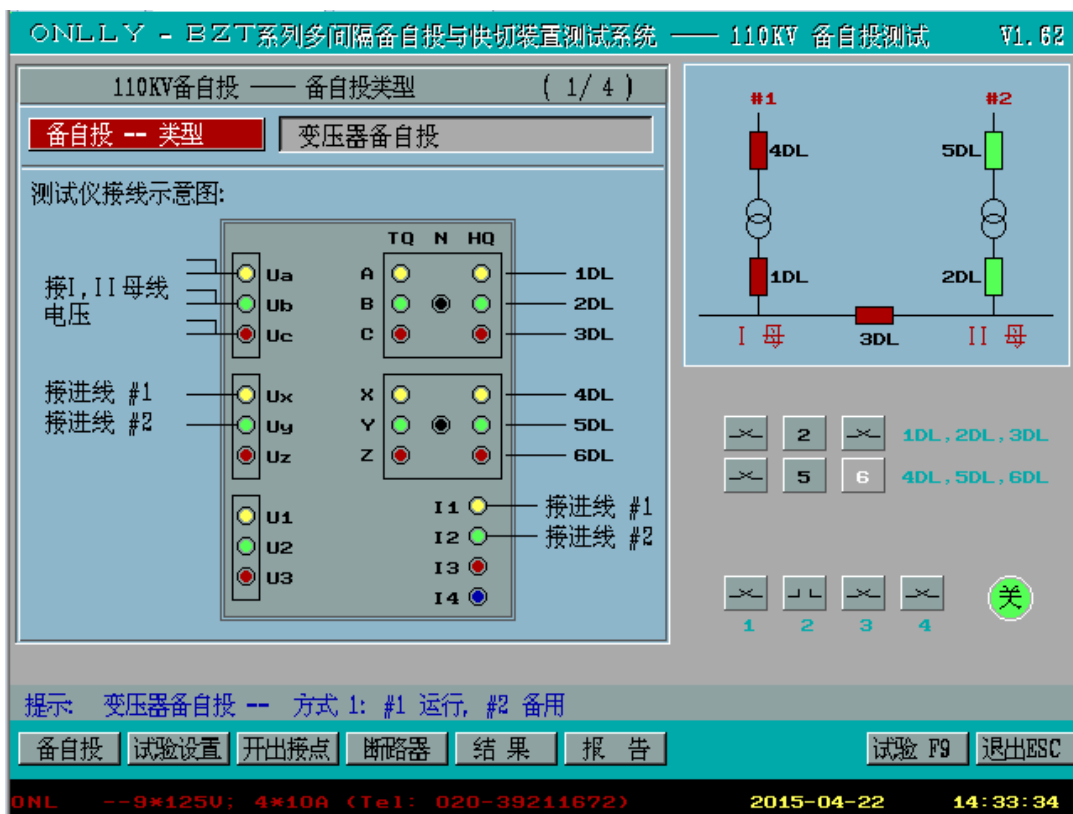 ONLLY - BZT系列多间隔备自投与快切装置测试系统 —— 110KV 备自投测试 V1.62
110KV备自投 —— 备自投类型 ( 1/ 4 )
备自投 -- 类型 变压器备自投
测试仪接线示意图:
TQ N HQ
接I,II母线
电压
Ua A 1DL
Ub B 2DL
Uc C 3DL
接进线 #1 Ux X 4DL
接进线 #2 Uy Y 5DL
Uz Z 6DL
U1 I1 接进线 #1
U2 I2 接进线 #2
U3 I3
I4
#1 #2
4DL 5DL
1DL 2DL
I 母 3DL II 母
2 1DL,2DL,3DL
5 6 4DL,5DL,6DL
关
1 2 3 4
提示: 变压器备自投 -- 方式 1: #1 运行, #2 备用
备自投 试验设置 开出接点 断路器 结 果 报 告 试验 F9 退出ESC
ONL --9*125V; 4*10A (Tel: 020-39211672) 2015-04-22 14:33:34